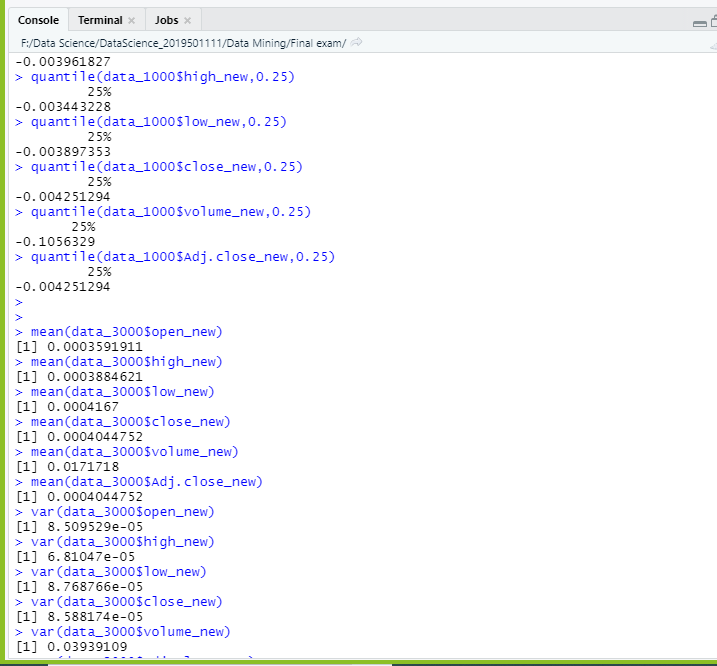 Console Terminal Jobs
F:/Data Science/DataScience_2019501111/Data Mining/Final exam/
-0.003961827
> quantile(data_1000$high_new,0.25)
25%
-0.003443228
> quantile(data_1000$low_new,0.25)
25%
-0.003897353
> quantile(data_1000$close_new,0.25)
25%
-0.004251294
> quantile(data_1000$volume_new,0.25)
25%
-0.1056329
> quantile(data_1000$Adj.close_new,0.25)
25%
-0.004251294
>
>
> mean(data_3000$open_new)
[1] 0.0003591911
> mean(data_3000$high_new)
[1] 0.0003884621
> mean(data_3000$low_new)
[1] 0.0004167
> mean(data_3000$close_new)
[1] 0.0004044752
> mean(data_3000$volume_new)
[1] 0.0171718
> mean(data_3000$Adj.close_new)
[1] 0.0004044752
> var(data_3000$open_new)
[1] 8.509529e-05
> var(data_3000$high_new)
[1] 6.81047e-05
> var(data_3000$low_new)
[1] 8.768766e-05
> var(data_3000$close_new)
[1] 8.588174e-05
> var(data_3000$volume_new)
[1] 0.03939109